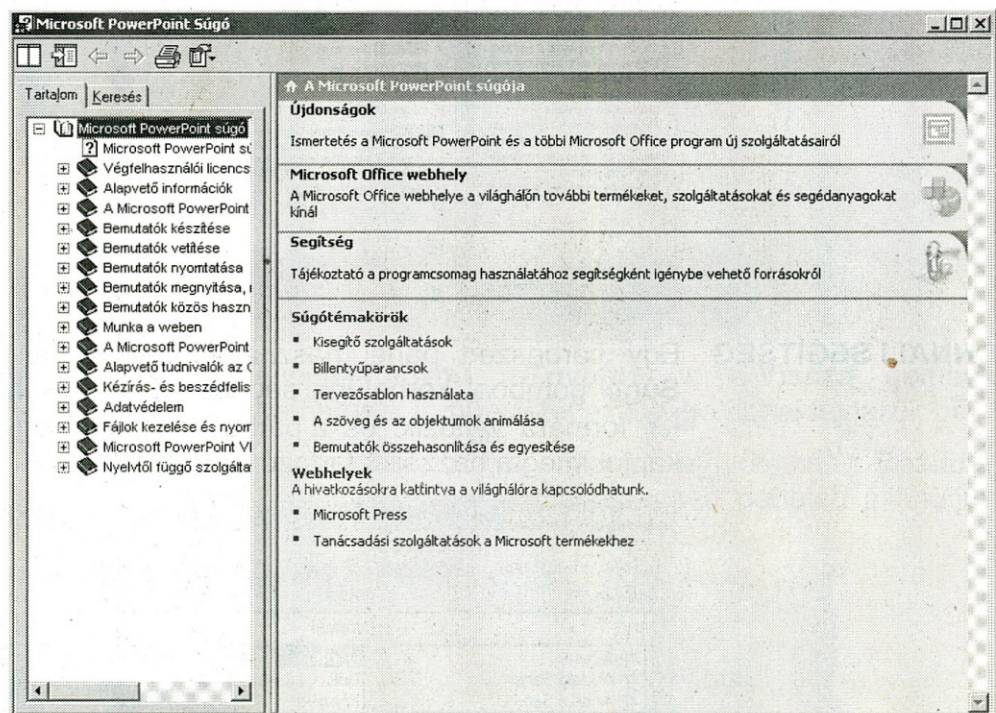 Microsoft PowerPoint Súgó
Tartalom
Keresés
Microsoft PowerPoint súgó
Microsoft PowerPoint sú
Végfelhasználói licencs
Alapvető információk
A Microsoft PowerPoint
Bemutatók készítése
Bemutatók vetítése
Bemutatók nyomtatása
Bemutatók megnyitása,
Bemutatók közös haszn
Munka a weben
A Microsoft PowerPoint
Alapvető tudnivalók az O
Kézírás- és beszédfelis
Adatvédelem
Fájlok kezelése és nyom
Microsoft PowerPoint Vi
Nyelvtől függő szolgálta
A Microsoft PowerPoint súgója
Újdonságok
Ismertetés a Microsoft PowerPoint és a többi Microsoft Office program új szolgáltatásairól
Microsoft Office webhely
A Microsoft Office webhelye a világhálón további termékeket, szolgáltatásokat és segédanyagokat
kínál
Segítség
Tájékoztató a programcsomag használatához segítségként igénybe vehető forrásokról
Súgótémakörök
Kisegítő szolgáltatások
Billentyűparancsok
Tervezősablon használata
A szöveg és az objektumok animálása
Bemutatók összehasonlítása és egyesítése
Webhelyek
A hivatkozásokra kattintva a világhálóra kapcsolódhatunk.
Microsoft Press
Tanácsadási szolgáltatások a Microsoft termékekhez